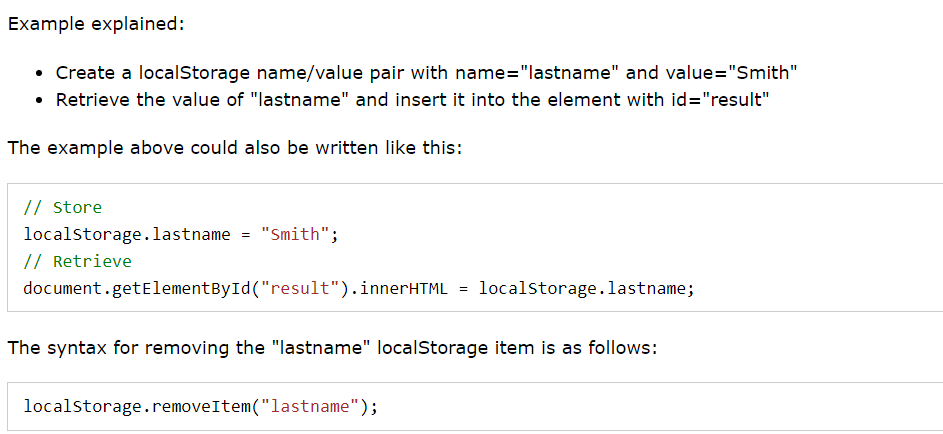 Example explained:
• Create a localStorage name/value pair with name="lastname" and value="Smith"
• Retrieve the value of "lastname" and insert it into the element with id="result"
The example above could also be written like this:
// Store
localStorage.lastname = "Smith";
// Retrieve
document.getElementById("result").innerHTML = localStorage.lastname;
The syntax for removing the "lastname" localStorage item is as follows:
localStorage.removeItem("lastname");